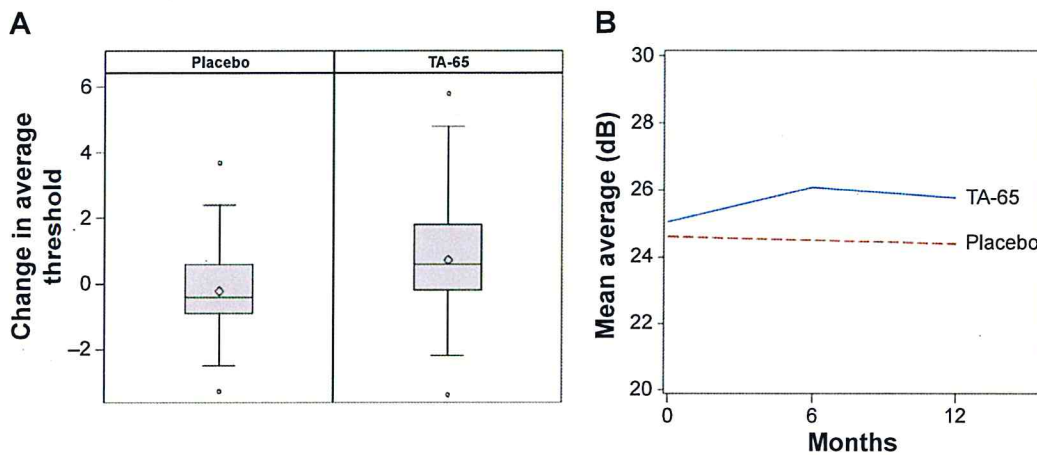 A
Placebo
TA-65
6
4
2
0
−2
Change in average
threshold
B
30
28
26
24
22
20
Mean average (dB)
TA-65
Placebo
0
6
12
Months